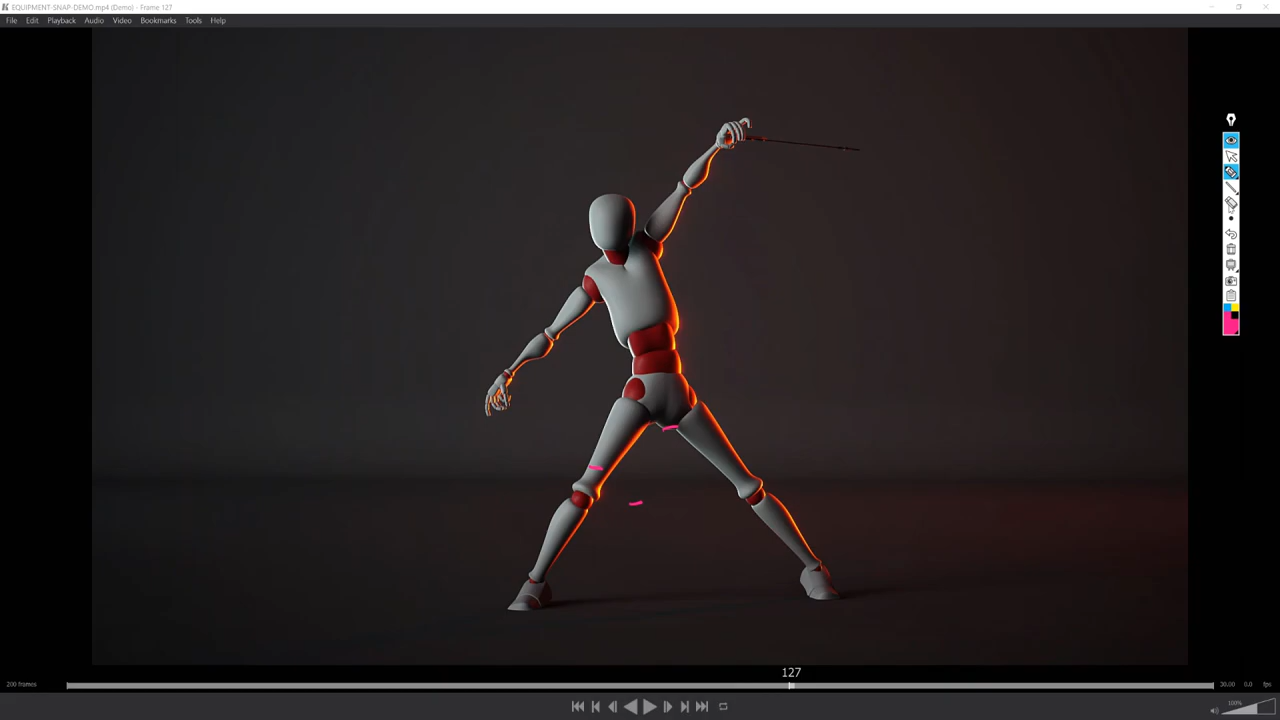 EQUIPMENT-SNAP-DEMO.mp4 (Demo) - Frame 127
File Edit Playback Audio Video Bookmarks Tools Help
127
200 frames
30.00 0.0 fps
100%